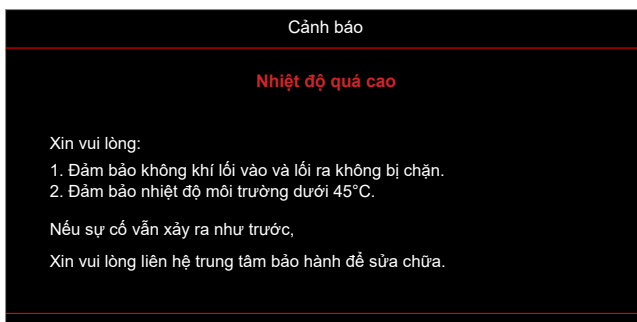 Cảnh báo
Nhiệt độ quá cao
Xin vui lòng:
1. Đảm bảo không khí lối vào và lối ra không bị chặn.
2. Đảm bảo nhiệt độ môi trường dưới 45°C.
Nếu sự cố vẫn xảy ra như trước,
Xin vui lòng liên hệ trung tâm bảo hành để sửa chữa.